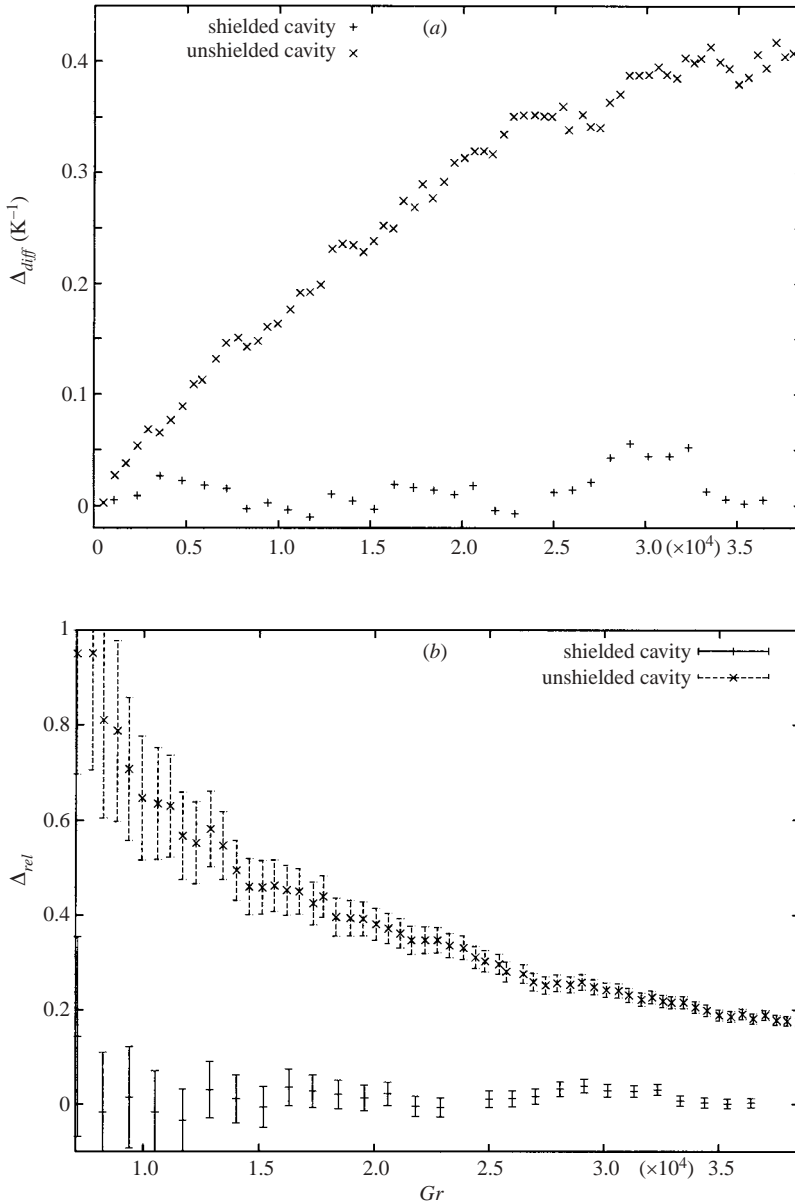 shielded cavity
(a)
unshielded cavity
0.4
0.3
0.2
0.1
0
Δdiff (K⁻¹)
0 0.5 1.0 1.5 2.0 2.5 3.0 (×10⁴) 3.5
1
(b)
shielded cavity
unshielded cavity
0.8
0.6
0.4
0.2
0
Δrel
1.0 1.5 2.0 2.5 3.0 (×10⁴) 3.5
Gr